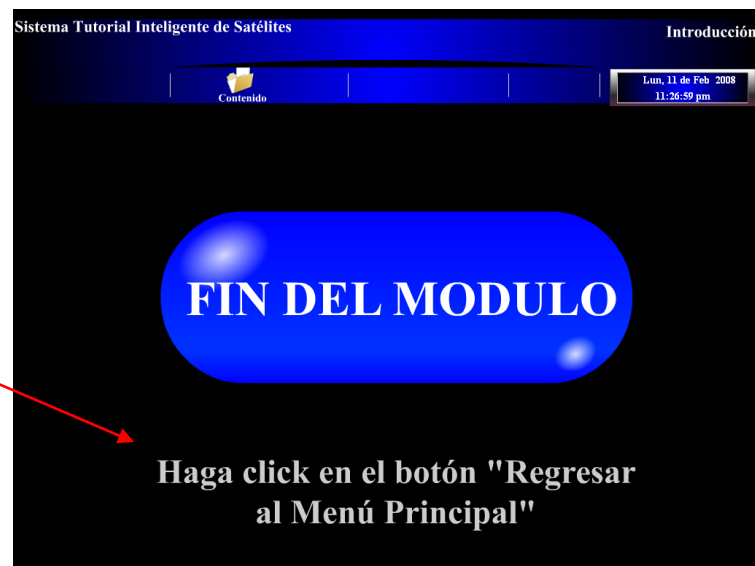 Sistema Tutorial Inteligente de Satélites
Introducción
Contenido
Lun, 11 de Feb 2008
11:26:59 pm
FIN DEL MODULO
Haga click en el botón "Regresar
al Menú Principal"